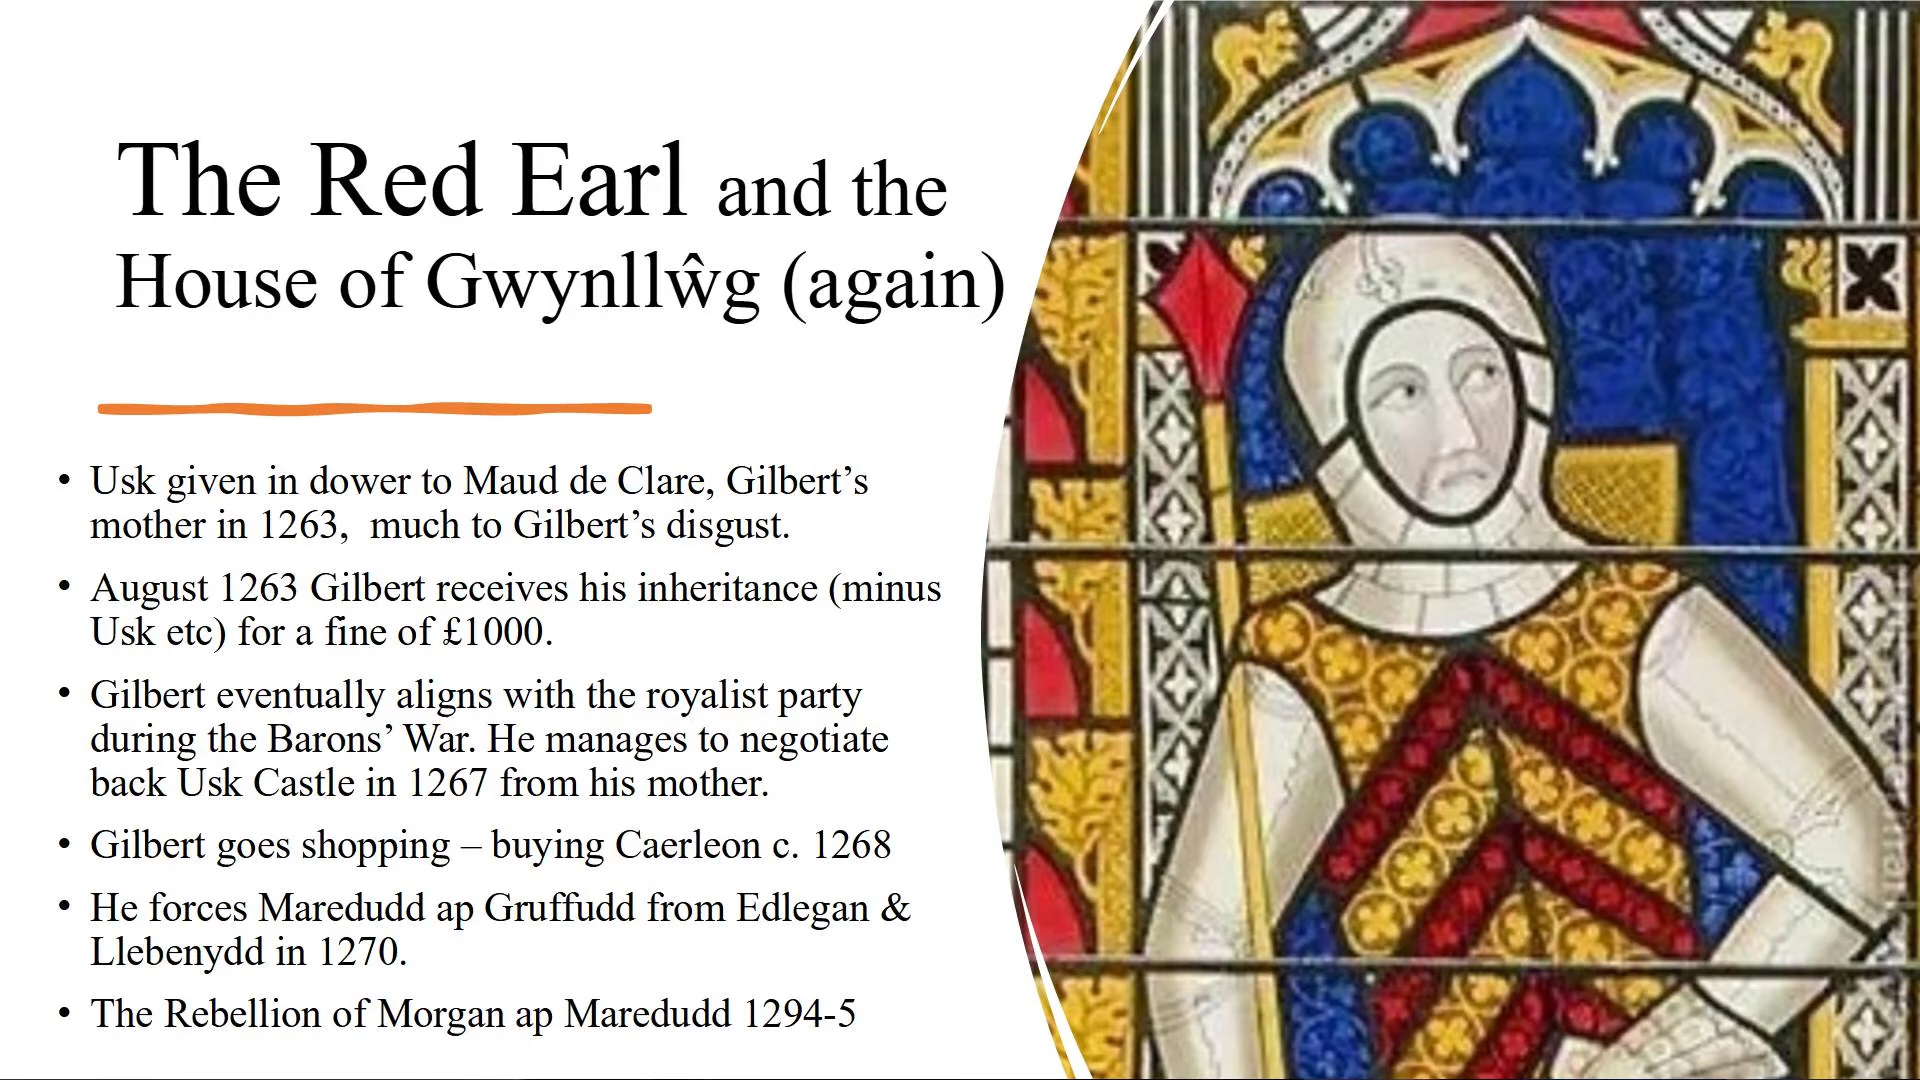 The Red Earl and the
House of Gwynllŵg (again)
• Usk given in dower to Maud de Clare, Gilbert’s
mother in 1263,  much to Gilbert’s disgust.
• August 1263 Gilbert receives his inheritance (minus
Usk etc) for a fine of £1000.
• Gilbert eventually aligns with the royalist party
during the Barons’ War. He manages to negotiate
back Usk Castle in 1267 from his mother.
• Gilbert goes shopping – buying Caerleon c. 1268
• He forces Maredudd ap Gruffudd from Edlegan &
Llebenydd in 1270.
• The Rebellion of Morgan ap Maredudd 1294-5